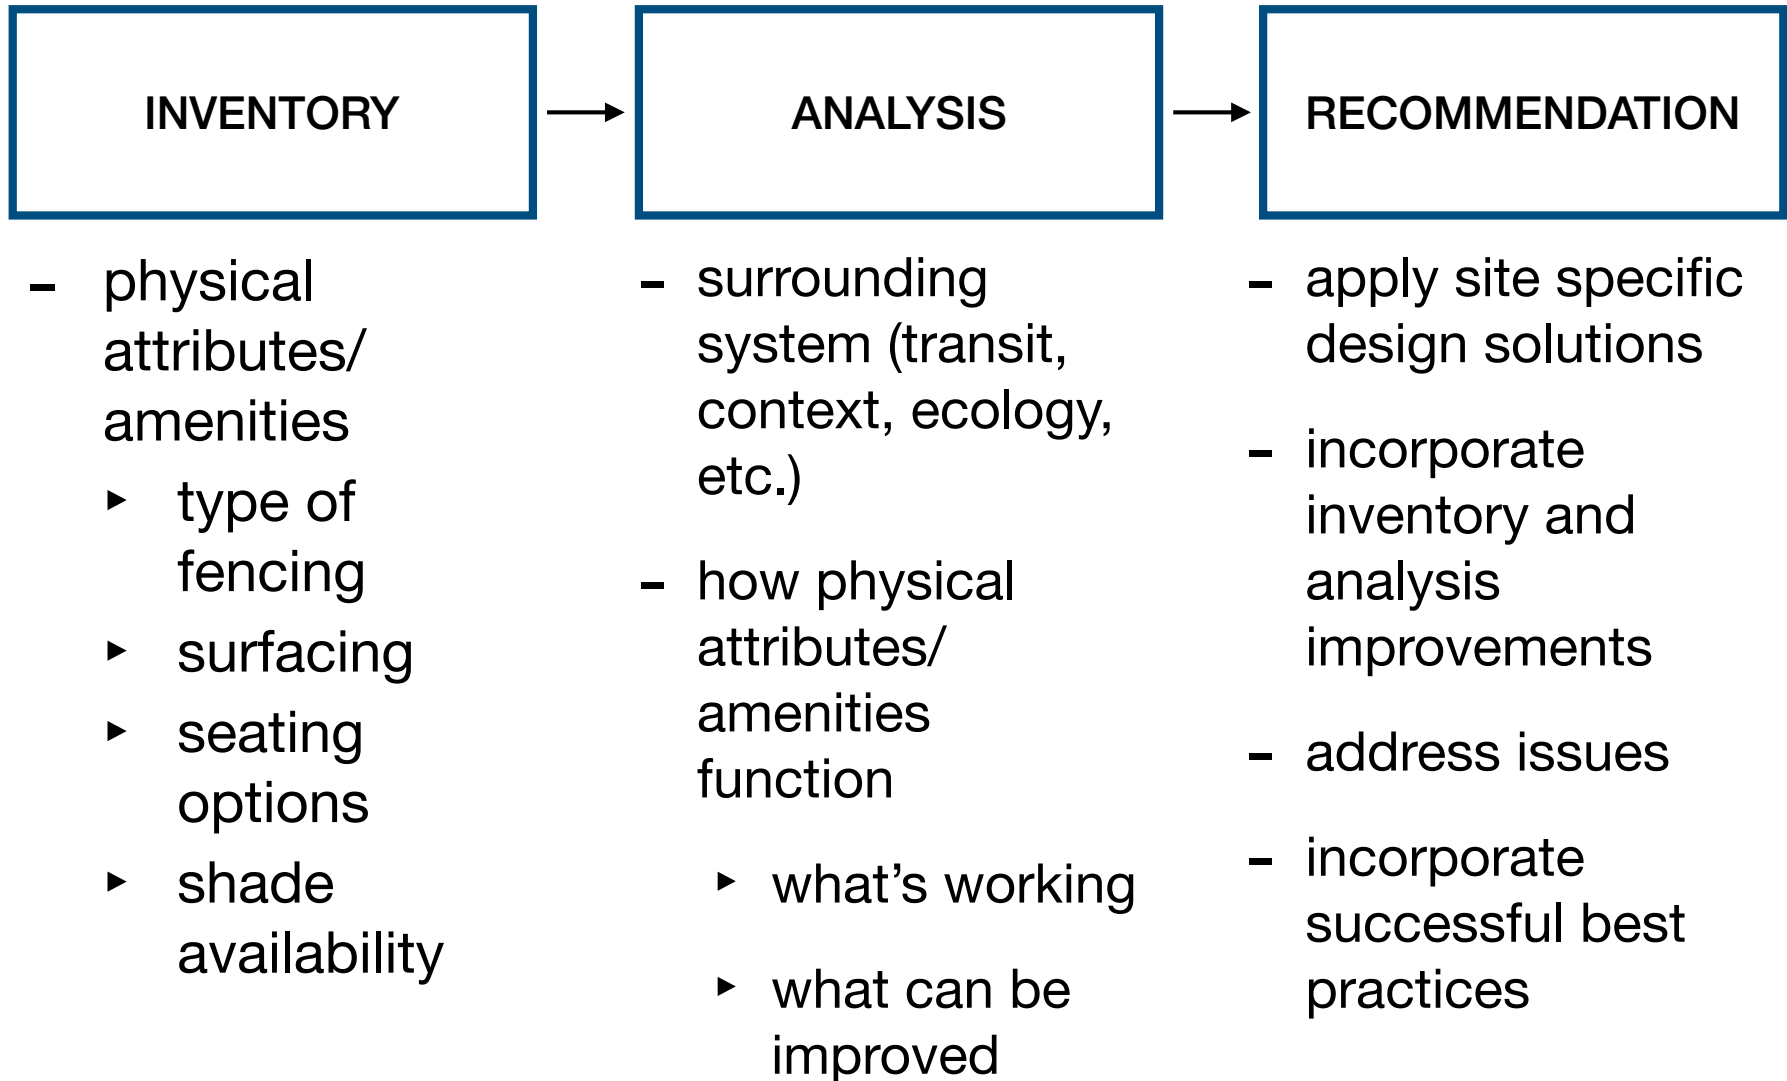 INVENTORY
- physical
attributes/
amenities
‣ type of
fencing
‣ surfacing
‣ seating
options
‣ shade
availability
ANALYSIS
- surrounding
system (transit,
context, ecology,
etc.)
- how physical
attributes/
amenities
function
‣ what’s working
‣ what can be
improved
RECOMMENDATION
- apply site specific
design solutions
- incorporate
inventory and
analysis
improvements
- address issues
- incorporate
successful best
practices